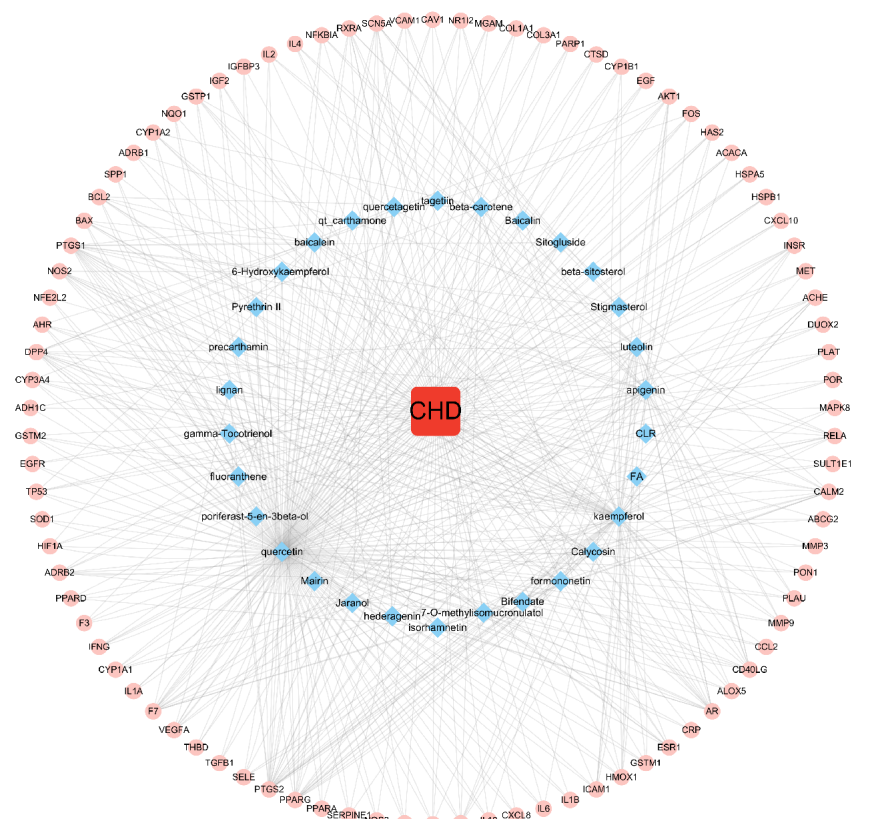 CAV1
NR1I2
MGAM
COL1A1
COL3A1
PARP1
CTSD
CYP1B1
EGF
AKT1
FOS
HAS2
ACACA
HSPA5
HSPB1
CXCL10
INSR
MET
ACHE
DUOX2
PLAT
POR
MAPK8
RELA
SULT1E1
CALM2
ABCG2
MMP3
PON1
PLAU
MMP9
CCL2
CD40LG
ALOX5
AR
CRP
ESR1
GSTM1
HMOX1
ICAM1
IL1B
IL6
CXCL8
SERPINE1
PPARA
PPARG
PTGS2
SELE
TGFB1
THBD
VEGFA
F7
IL1A
CYP1A1
IFNG
F3
PPARD
ADRB2
HIF1A
SOD1
TP53
EGFR
GSTM2
ADH1C
CYP3A4
DPP4
AHR
NFE2L2
NOS2
PTGS1
BAX
BCL2
SPP1
ADRB1
CYP1A2
NQO1
GSTP1
IGF2
IGFBP3
IL2
IL4
NFKBIA
RXRA
SCN5A
VCAM1
tagetiin
beta-carotene
Baicalin
Sitogluside
beta-sitosterol
Stigmasterol
luteolin
apigenin
CLR
FA
kaempferol
Calycosin
formononetin
Bifendate
7-O-methylisomucronulatol
isorhamnetin
hederagenin
Jaranol
Mairin
quercetin
poriferast-5-en-3beta-ol
fluoranthene
gamma-Tocotrienol
lignan
precarthamin
Pyrethrin II
6-Hydroxykaempferol
baicalein
qt_carthamone
quercetagetin
CHD